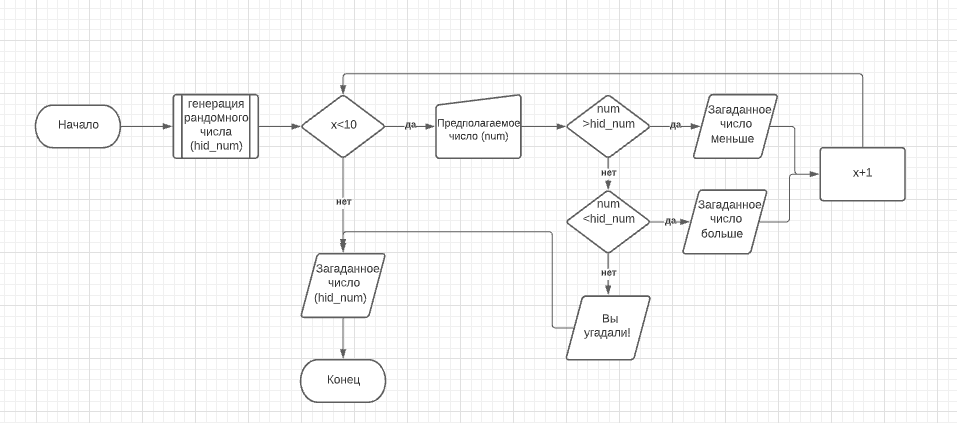 Начало
генерация
рандомного
числа
(hid_num)
x<10
да
Предполагаемое
число (num)
num
>hid_num
да
Загаданное
число
меньше
x+1
нет
num
<hid_num
да
Загаданное
число
больше
нет
нет
Загаданное
число
(hid_num)
Вы
угадали!
Конец